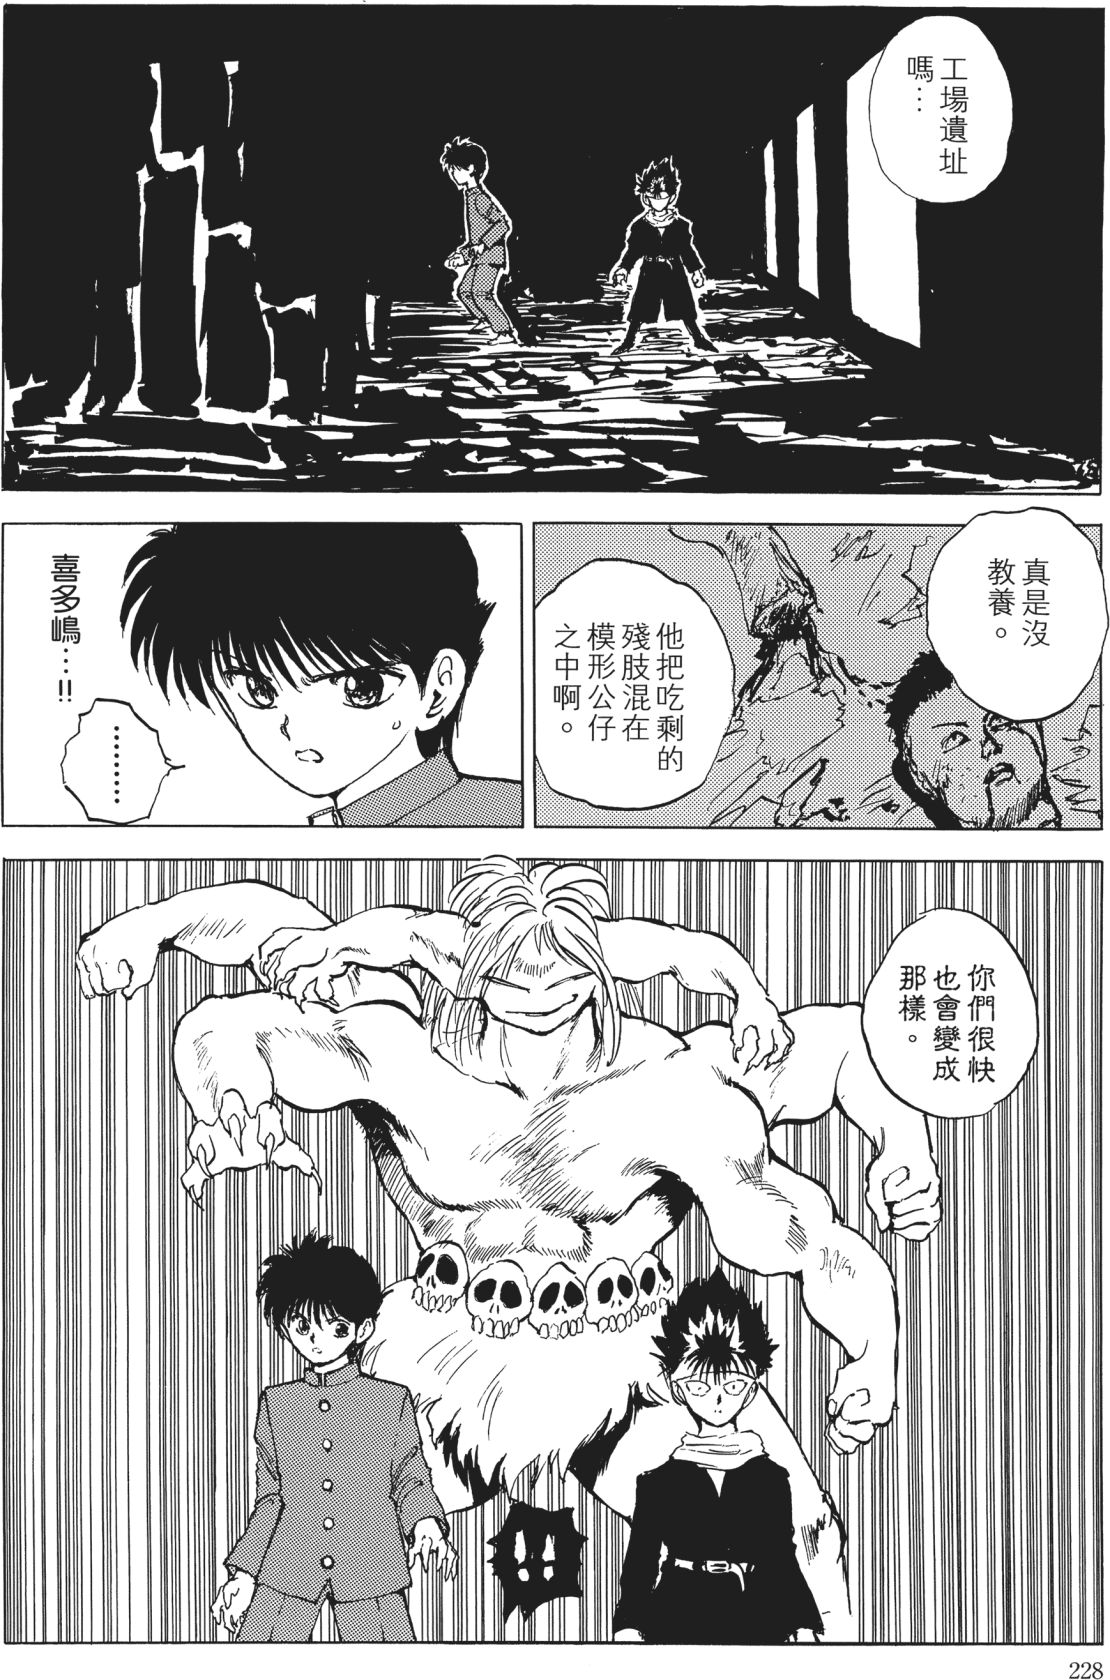 工場遺址
嗎…
真是沒
教養。
他把吃剩的
殘肢混在
模形公仔
之中啊。
喜多嶋…!!
………
你們很快
也會變成
那樣。
!!
228